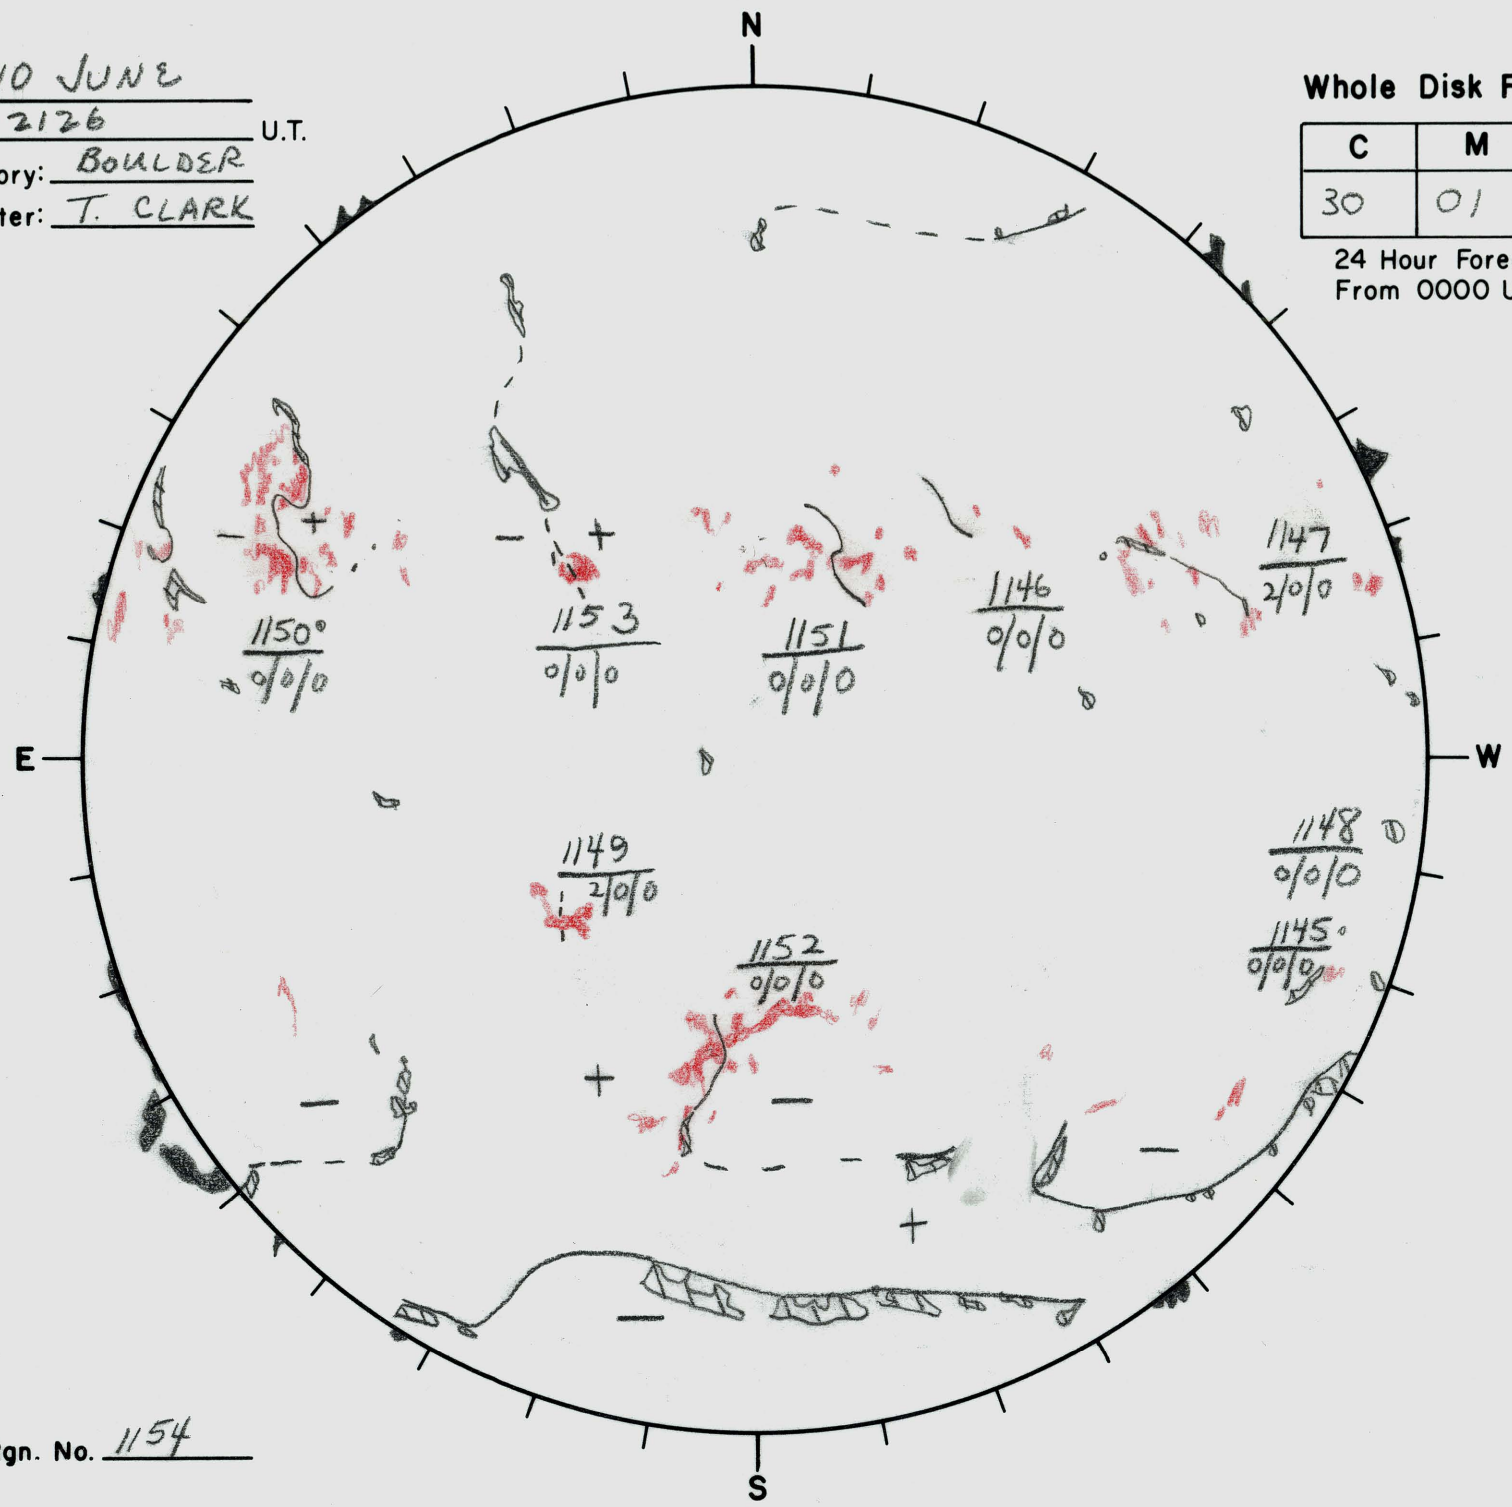 N
10 JUNE
2126 U.T.
ory: BOULDER
ter: T. CLARK
Whole Disk F
C M
30 01
24 Hour Fore
From 0000 U
- +
- +
1147
2/0/0
1146
0/0/0
1153
0/0/0
1150
0/0/0
1151
0/0/0
E
W
1148
0/0/0
1149
2/0/0
1145
0/0/0
1152
0/0/0
+
- -
-
+
-
gn. No. 1154
S